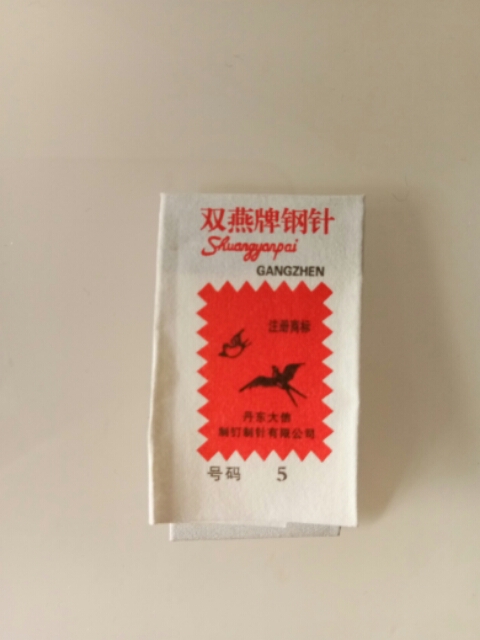 双燕牌钢针
Shuangyanpai
GANGZHEN
注册商标
丹东大信
制钉制针有限公司
号码 5